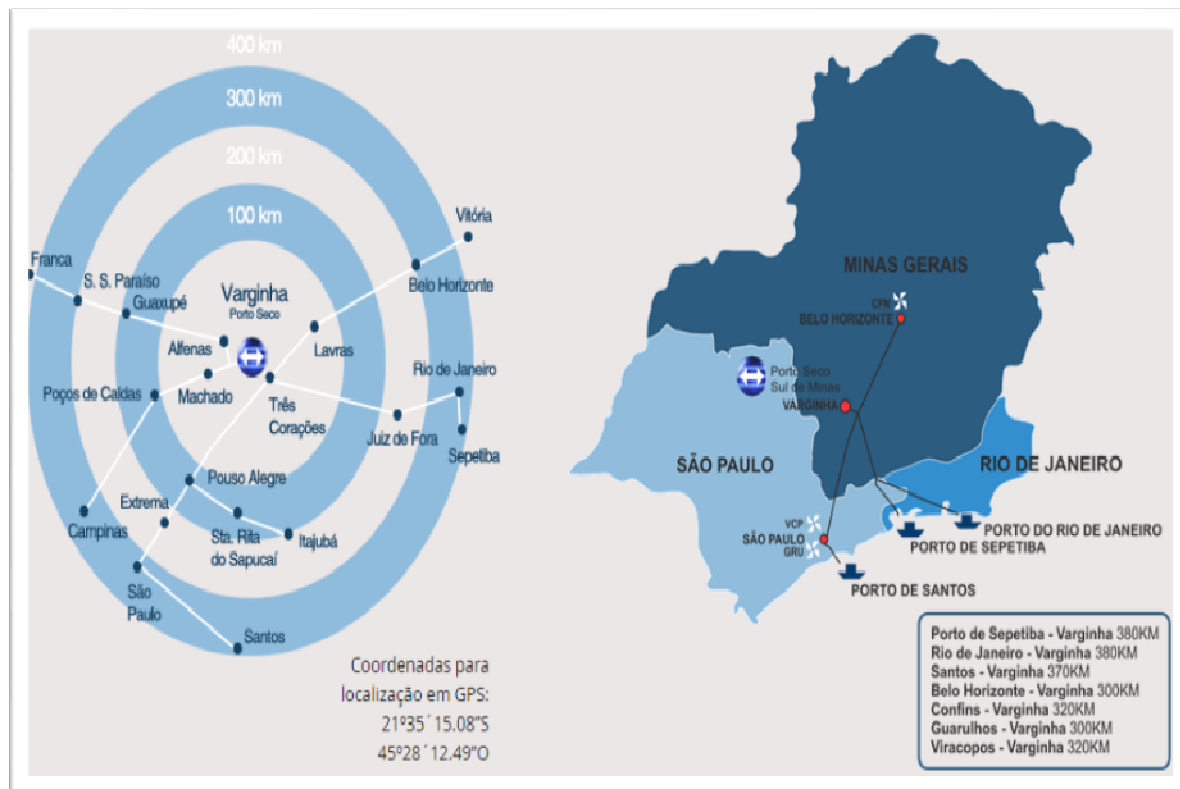 400 km
300 km
200 km
100 km
Vitória
Franca
S. S. Paraíso
Guaxupé
Belo Horizonte
Varginha
Porto Seco
Alfenas
Lavras
Rio de Janeiro
Poços de Caldas
Machado
Três
Corações
Juiz de Fora
Sepetiba
Pouso Alegre
Extrema
Campinas
Sta. Rita
do Sapucaí
Itajubá
São
Paulo
Santos
Coordenadas para
localização em GPS:
21º35´15.08"S
45º28´12.49"O
MINAS GERAIS
CFN
BELO HORIZONTE
Porto Seco
Sul de Minas
VARGINHA
SÃO PAULO
RIO DE JANEIRO
VCP
SÃO PAULO
GRU
PORTO DO RIO DE JANEIRO
PORTO DE SEPETIBA
PORTO DE SANTOS
Porto de Sepetiba - Varginha 380KM
Rio de Janeiro - Varginha 380KM
Santos - Varginha 370KM
Belo Horizonte - Varginha 300KM
Confins - Varginha 320KM
Guarulhos - Varginha 300KM
Viracopos - Varginha 320KM